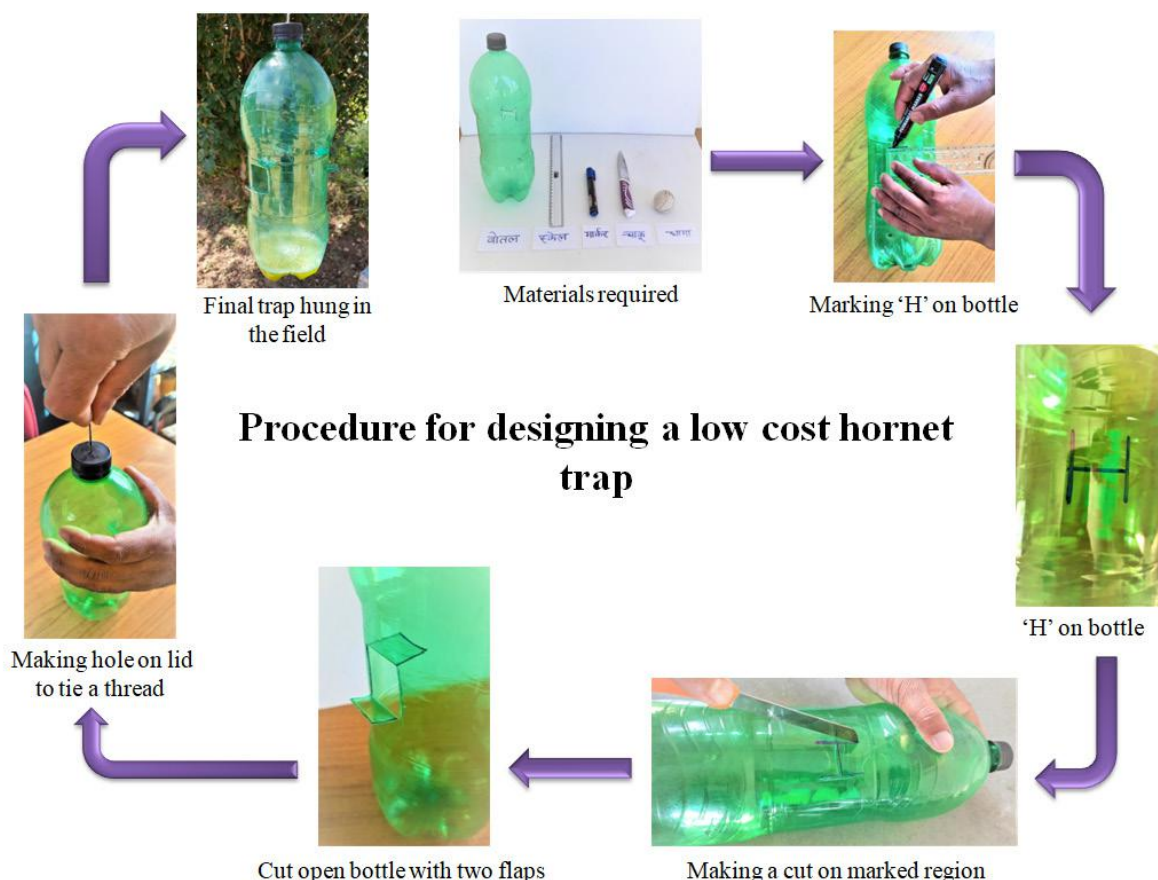 Procedure for designing a low cost hornet
trap
बोतल
स्केल
मार्कर
चाकू
धागा
Materials required
Marking ‘H’ on bottle
H
‘H’ on bottle
Making a cut on marked region
Cut open bottle with two flaps
Making hole on lid
to tie a thread
Final trap hung in
the field